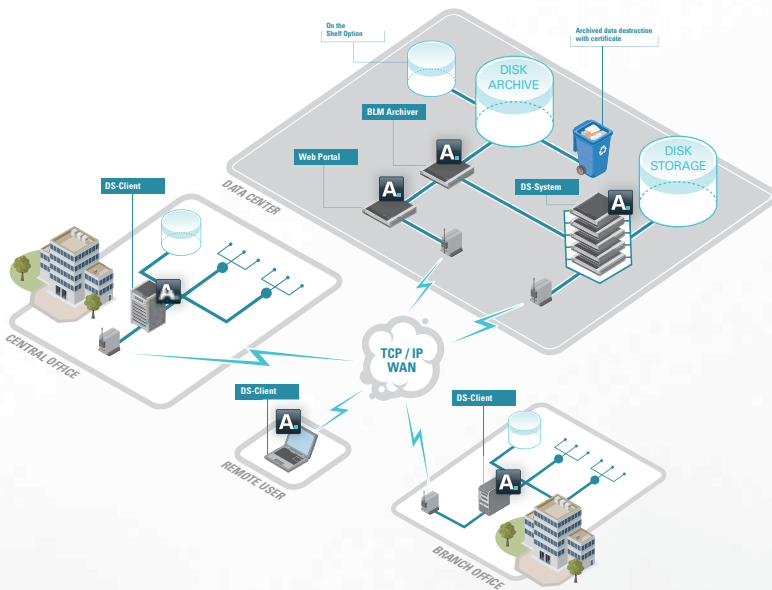 On the
Shelf Option
Archived data destruction
with certificate
DISK
ARCHIVE
BLM Archiver
A.
Web Portal
A.
DISK
STORAGE
DS-System
A.
DATA CENTER
DS-Client
A.
CENTRAL OFFICE
TCP / IP
WAN
DS-Client
A.
REMOTE USER
DS-Client
A.
BRANCH OFFICE